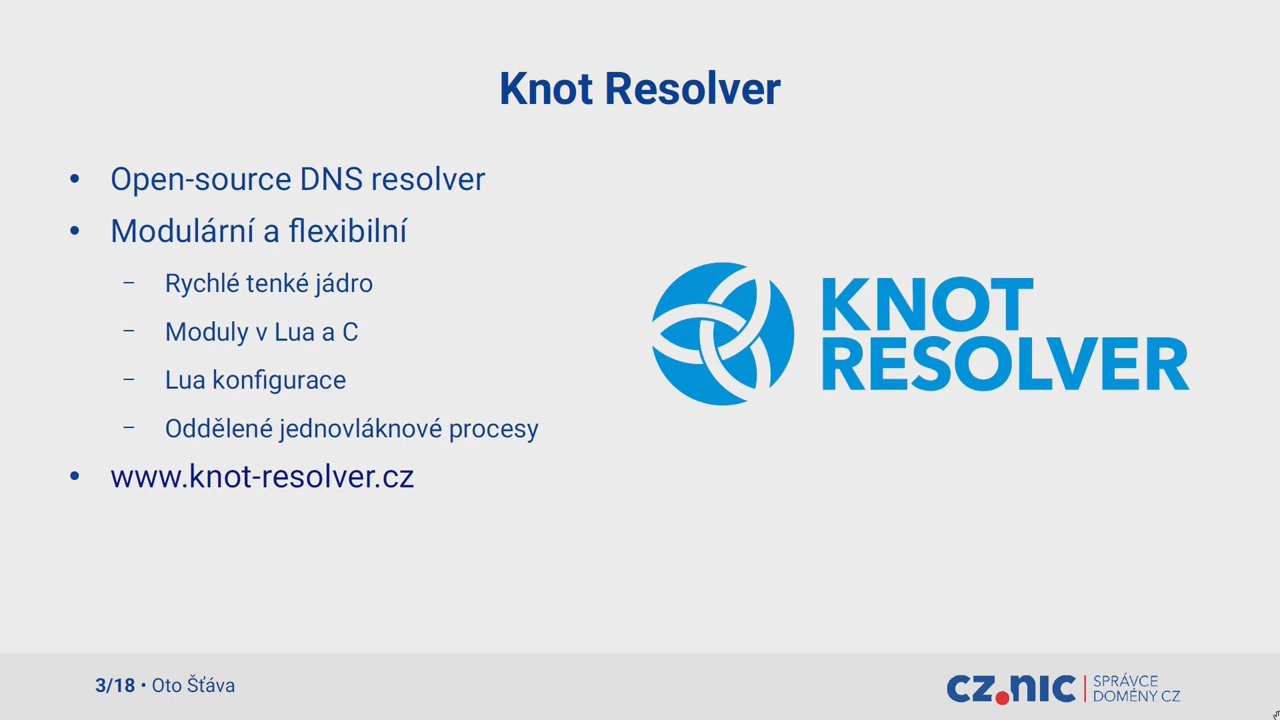 Knot Resolver
• Open-source DNS resolver
• Modulární a flexibilní
– Rychlé tenké jádro
– Moduly v Lua a C
– Lua konfigurace
– Oddělené jednovláknové procesy
• www.knot-resolver.cz
KNOT
RESOLVER
3/18 • Oto Šťáva
cz.nic
SPRÁVCE
DOMÉNY CZ